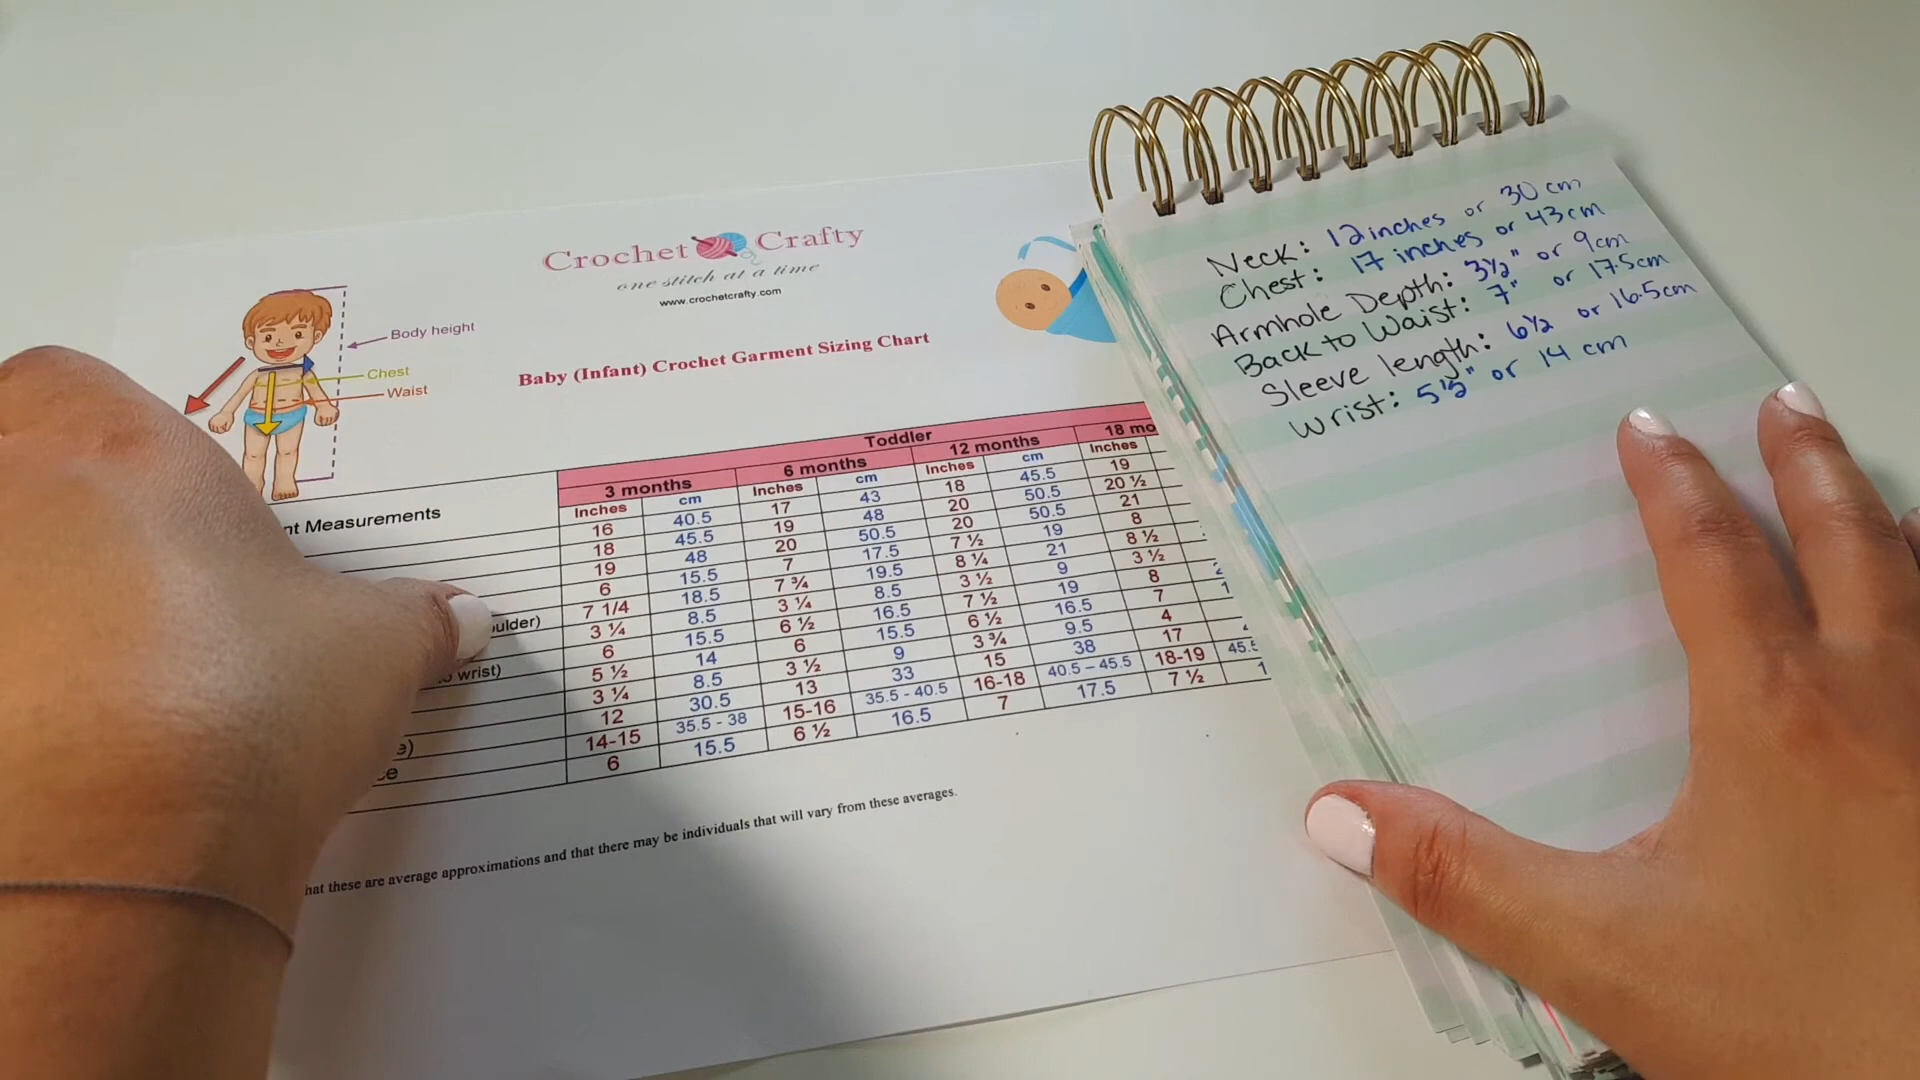 Crochet Crafty
one stitch at a time
www.crochetcrafty.com
Baby (Infant) Crochet Garment Sizing Chart
Body height
Chest
Waist
Toddler
3 months 6 months 12 months 18 mo
nt Measurements Inches cm Inches cm Inches cm Inches
16 40.5 17 43 18 45.5 19
18 45.5 19 48 20 50.5 20 ½
19 48 20 50.5 20 50.5 21
6 15.5 7 17.5 7 ½ 19 8
ulder) 7 1/4 18.5 7 ¾ 19.5 8 ¼ 21 8 ½
3 ¼ 8.5 3 ¼ 8.5 3 ½ 9 3 ½
wrist) 6 15.5 6 ½ 16.5 7 ½ 19 8
5 ½ 14 6 15.5 6 ½ 16.5 7
3 ¼ 8.5 3 ½ 9 3 ¾ 9.5 4
e) 12 30.5 13 33 15 38 17
ce 14-15 35.5 - 38 15-16 35.5 - 40.5 16-18 40.5 – 45.5 18-19 45.5
6 15.5 6 ½ 16.5 7 17.5 7 ½
hat these are average approximations and that there may be individuals that will vary from these averages.
Neck: 12 inches or 30 cm
Chest: 17 inches or 43 cm
Armhole Depth: 3½" or 9cm
Back to Waist: 7" or 17.5cm
Sleeve length: 6½ or 16.5cm
Wrist: 5½" or 14 cm